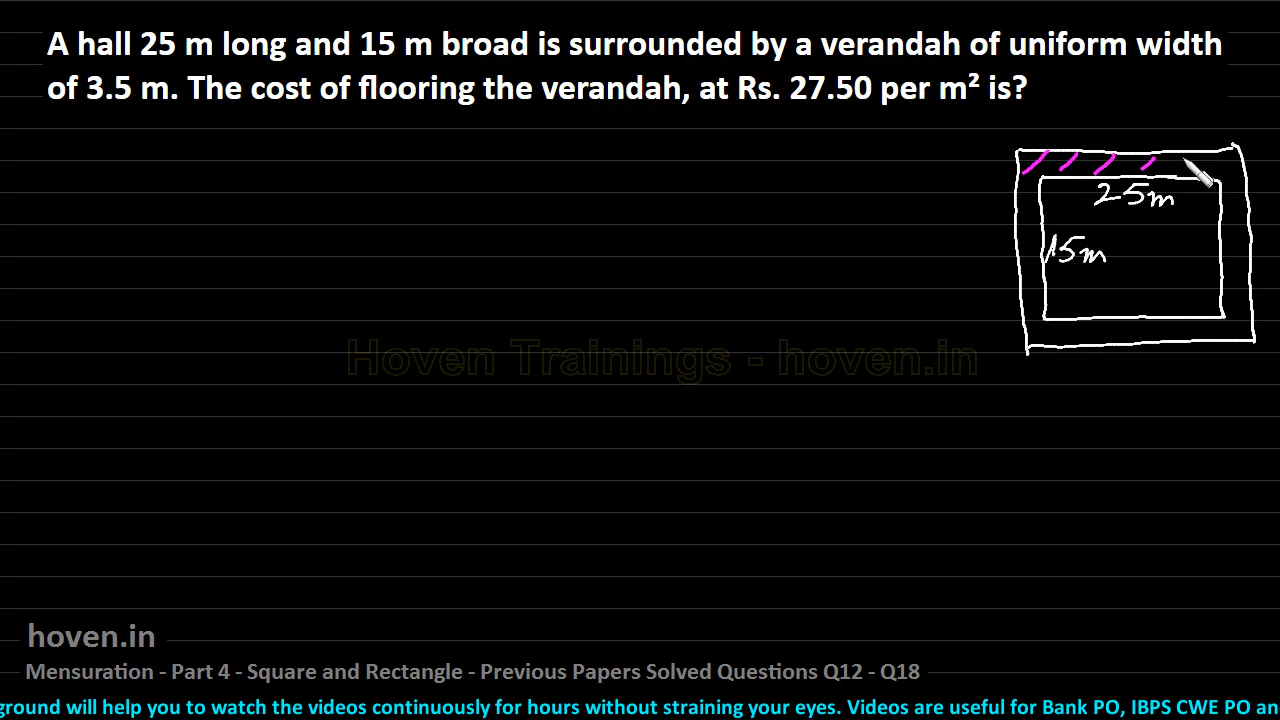 A hall 25 m long and 15 m broad is surrounded by a verandah of uniform width
of 3.5 m. The cost of flooring the verandah, at Rs. 27.50 per m² is?
25m
15m
Hoven Trainings - hoven.in
hoven.in
Mensuration - Part 4 - Square and Rectangle - Previous Papers Solved Questions Q12 - Q18
ground will help you to watch the videos continuously for hours without straining your eyes. Videos are useful for Bank PO, IBPS CWE PO an